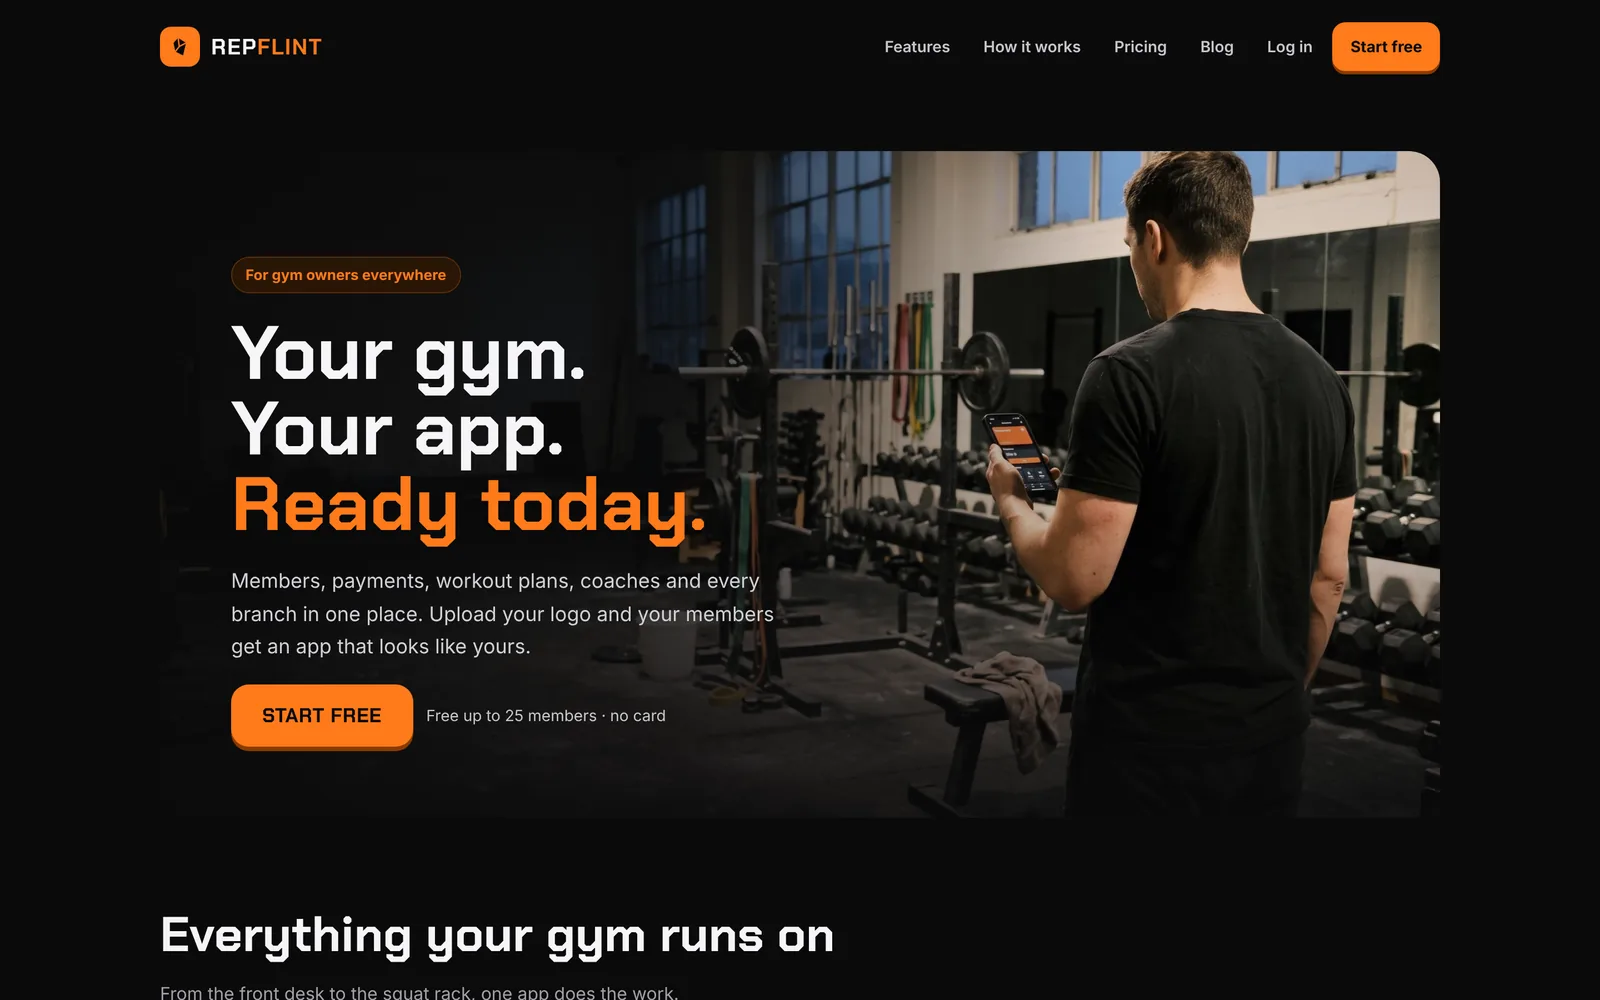 REPFLINT
Features
How it works
Pricing
Blog
Log in
Start free
For gym owners everywhere
Your gym.
Your app.
Ready today.
Members, payments, workout plans, coaches and every
branch in one place. Upload your logo and your members
get an app that looks like yours.
START FREE
Free up to 25 members · no card
Everything your gym runs on
From the front desk to the squat rack, one app does the work.